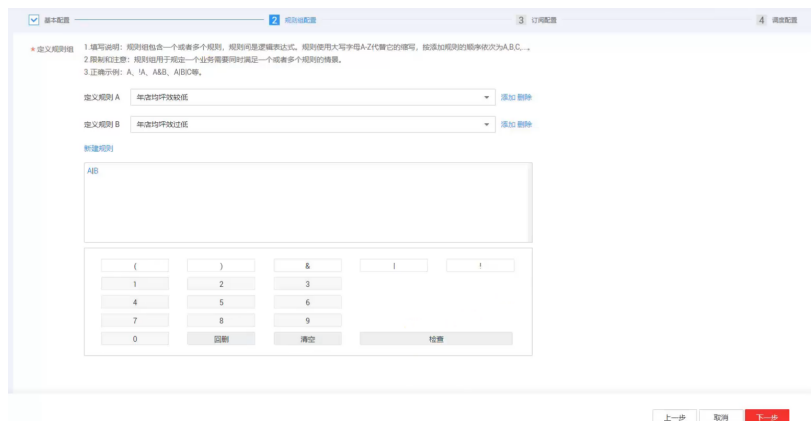 基本配置
2 规则组配置
3 订阅配置
4 调度配置
*定义规则组 1.填写说明：规则组包含一个或者多个规则，规则间是逻辑表达式。规则使用大写字母A-Z代替它的缩写，按添加规则的顺序依次为A,B,C,...。
2.限制和注意：规则组用于规定一个业务需要同时满足一个或者多个规则的情景。
3.正确示例：A、!A、A&B、A|B|C等。
定义规则 A 年店均坪效较低 添加 删除
定义规则 B 年店均坪效过低 添加 删除
新建规则
A|B
( ) & | !
1 2 3
4 5 6
7 8 9
0 回删 清空 检查
上一步 取消 下一步